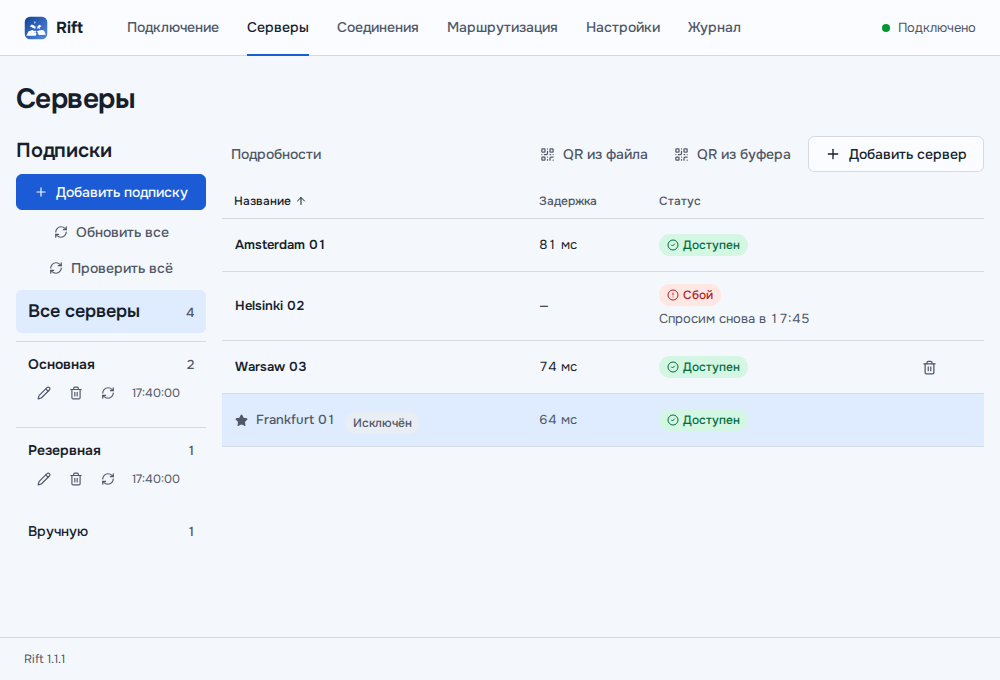 Rift
Подключение
Серверы
Соединения
Маршрутизация
Настройки
Журнал
Подключено
Серверы
Подписки
Добавить подписку
Обновить все
Проверить всё
Все серверы 4
Основная 2
17:40:00
Резервная 1
17:40:00
Вручную 1
Подробности
QR из файла
QR из буфера
Добавить сервер
Название Задержка Статус
Amsterdam 01 81 мс Доступен
Helsinki 02 – Сбой
Спросим снова в 17:45
Warsaw 03 74 мс Доступен
Frankfurt 01 Исключён 64 мс Доступен
Rift 1.1.1